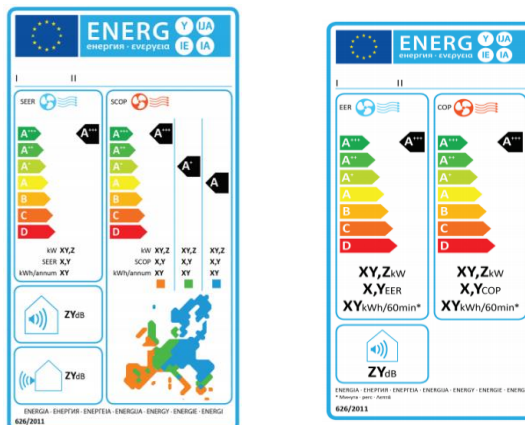 ENERG Y IJA
енергия · ενεργεια IE IA
I II
SEER SCOP
A+++ A+++ A+++ A+++
A++ A++
A+ A+ A+
A A A
B B
C C
D D
kW XY,Z kW XY,Z XY,Z XY,Z
SEER X,Y SCOP X,Y X,Y X,Y
kWh/annum XY kWh/annum XY XY XY
ZYdB
ZYdB
ENERGIA · ЕНЕРГИЯ · ΕΝΕΡΓΕΙΑ · ENERGIJA · ENERGY · ENERGIE · ENERGI
626/2011
ENERG Y IJA
енергия · ενεργεια IE IA
I II
EER COP
A+++ A+++ A+++ A+++
A++ A++
A+ A+
A A
B B
C C
D D
XY,ZkW XY,ZkW
X,YEER X,YCOP
XYkWh/60min* XYkWh/60min*
ZYdB
ENERGIA · ЕНЕРГИЯ · ΕΝΕΡΓΕΙΑ · ENERGIJA · ENERGY · ENERGIE · ENERGI
626/2011